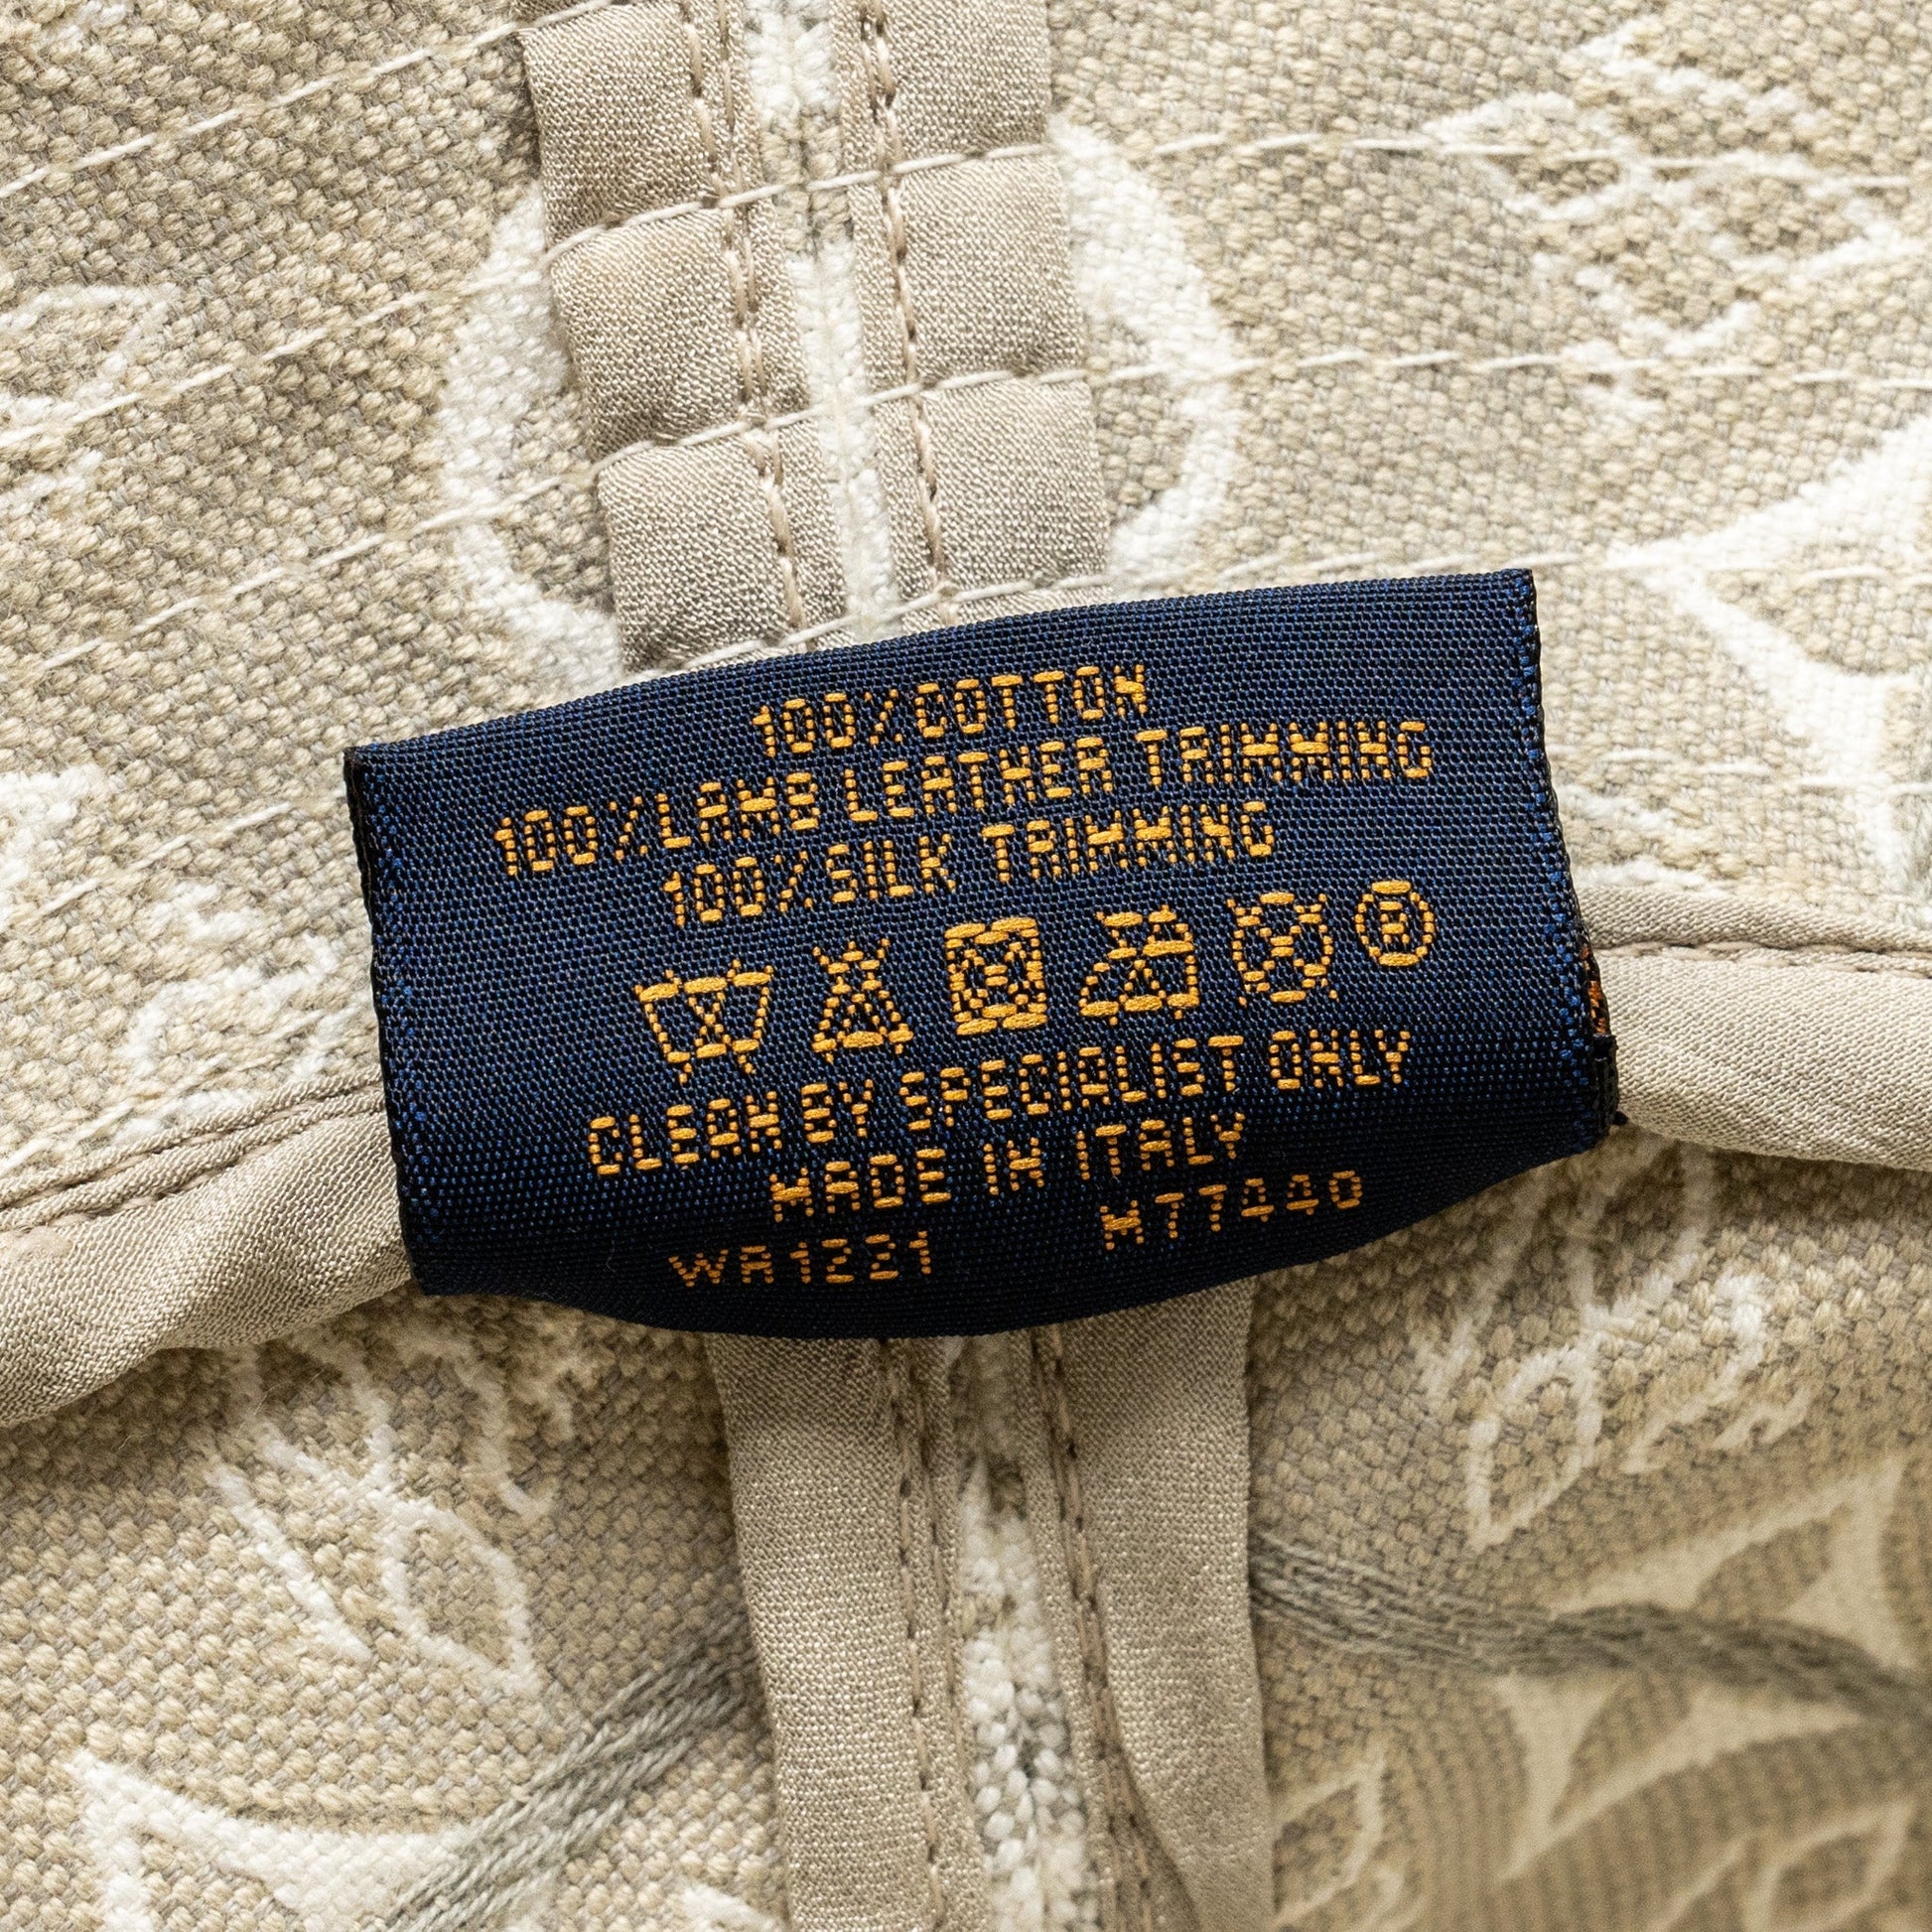 100%COTTON
100%LAMB LEATHER TRIMMING
100%SILK TRIMMING
®
CLEAN BY SPECIALIST ONLY
MADE IN ITALY
WA1221 M77440